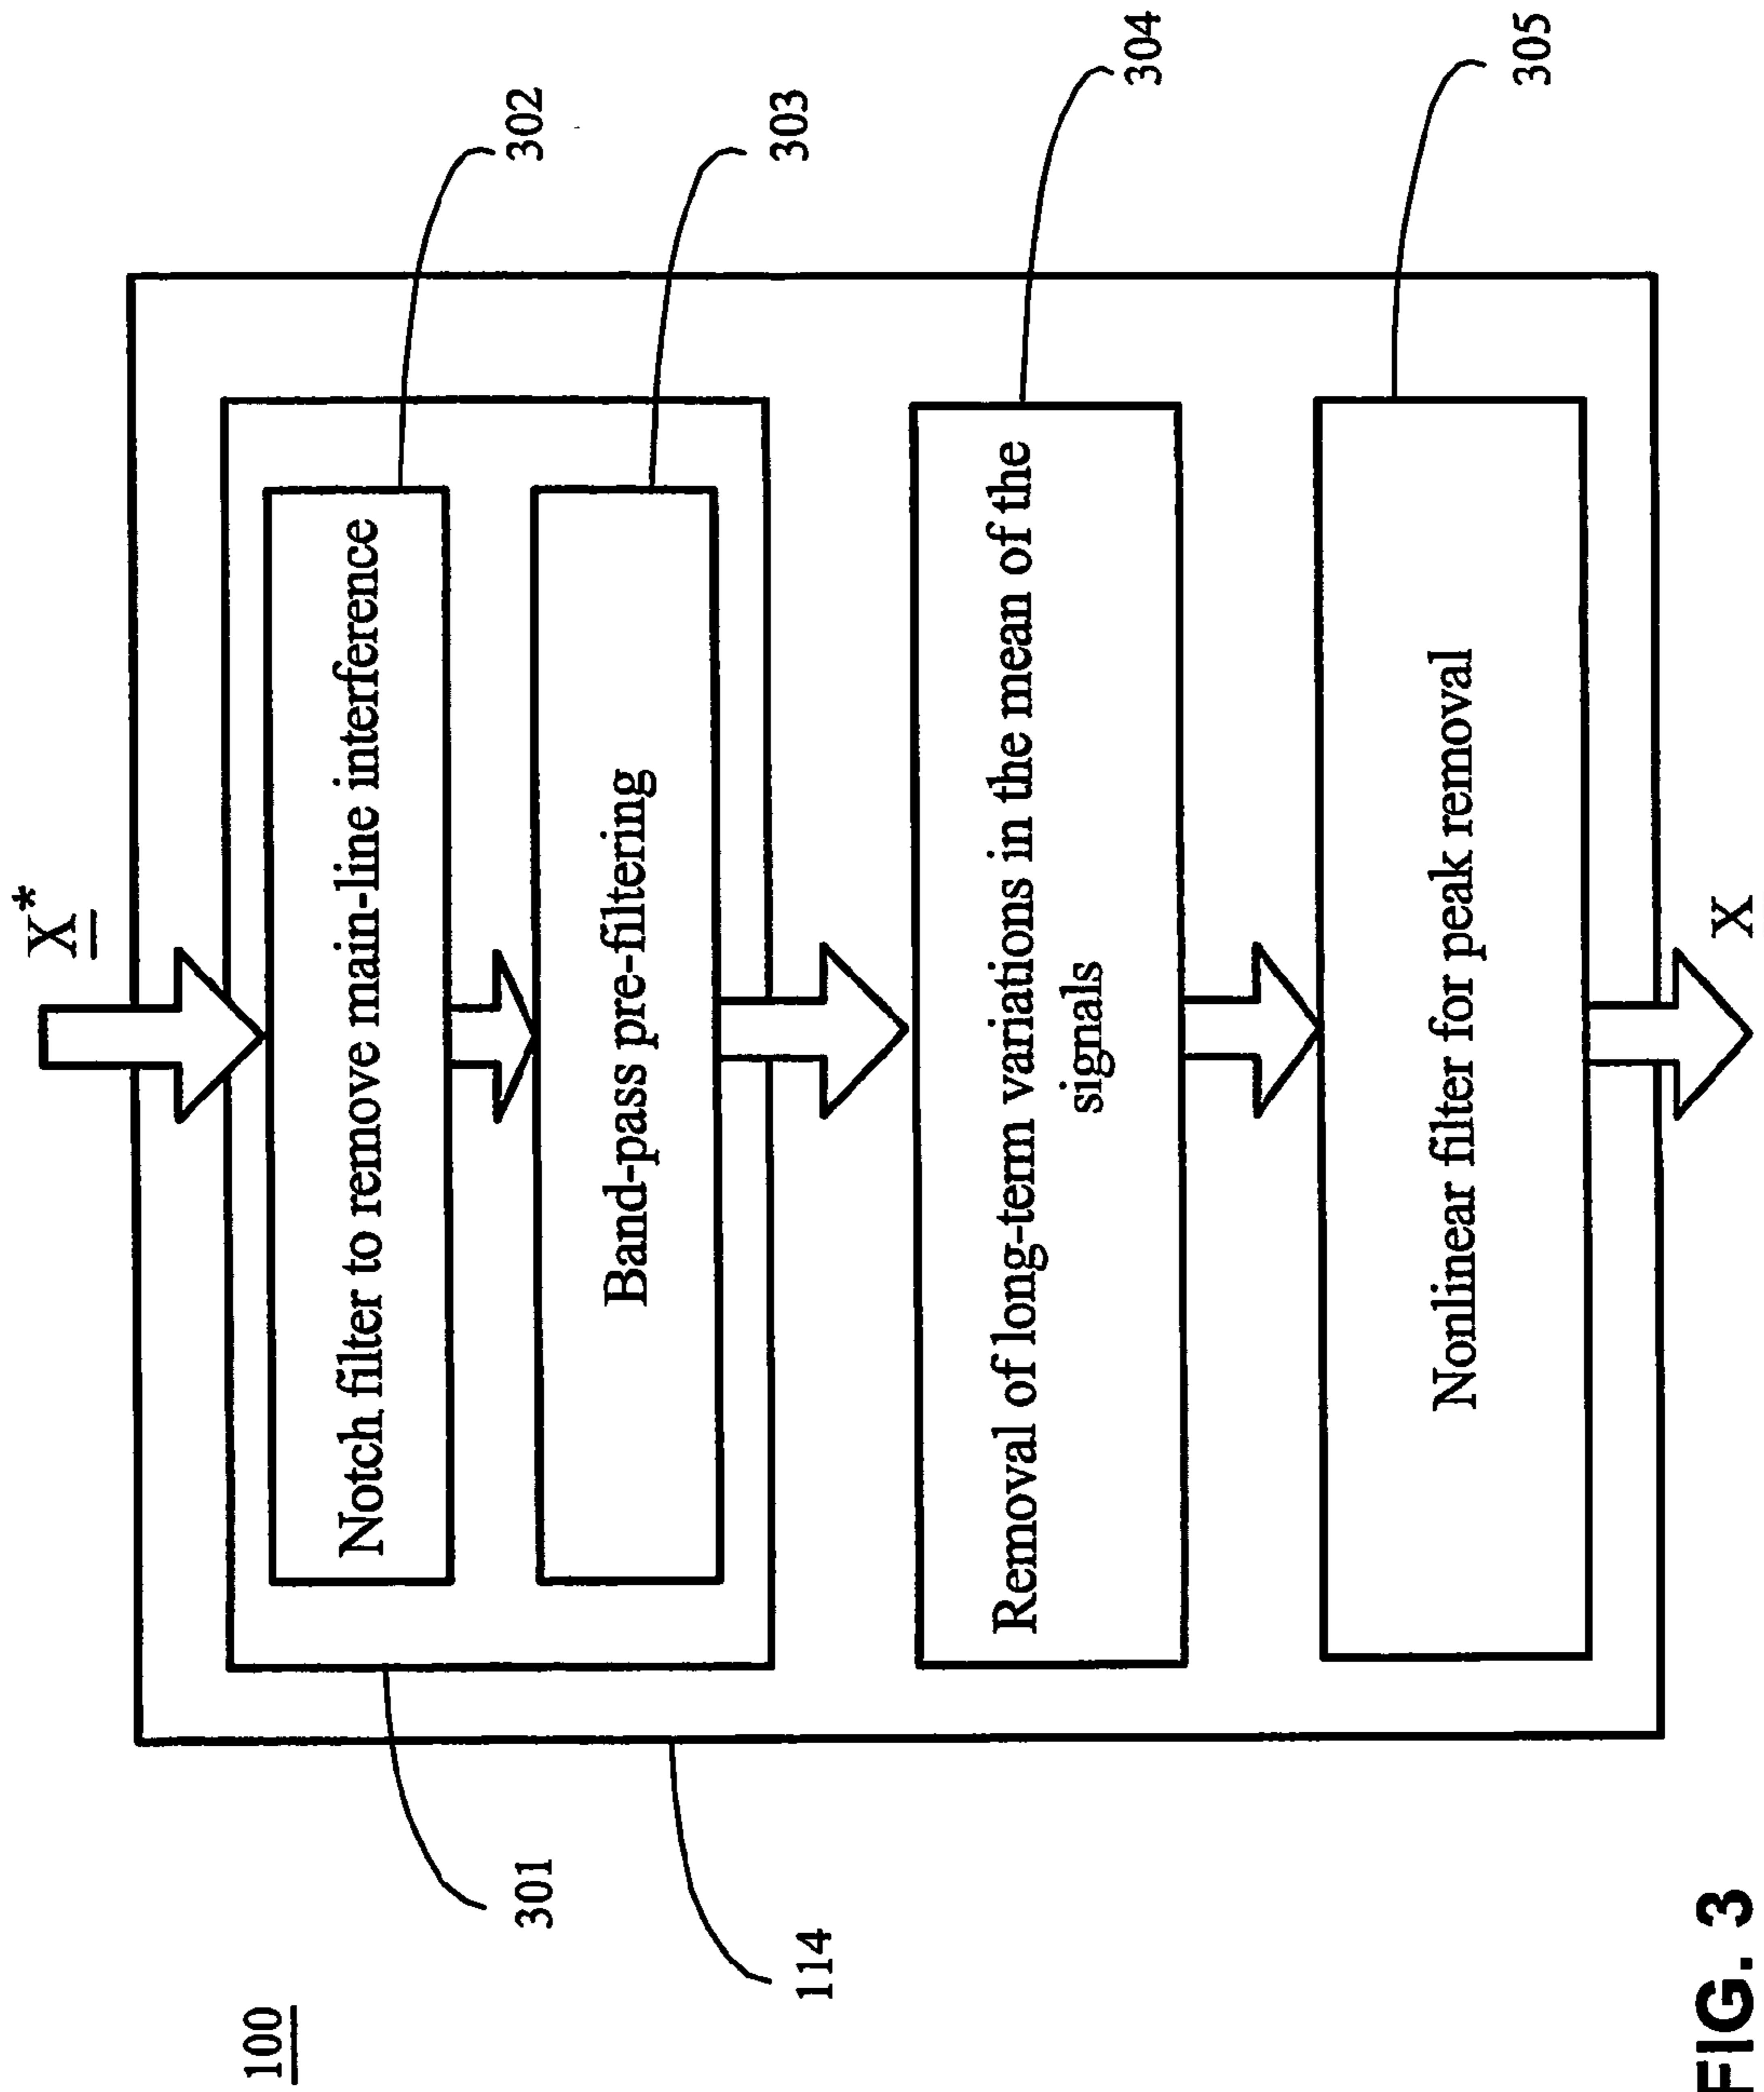 100
X*
Notch filter to remove main-line interference
302
Band-pass pre-filtering
303
301
114
Removal of long-term variations in the mean of the
signals
304
Nonlinear filter for peak removal
305
X
FIG. 3